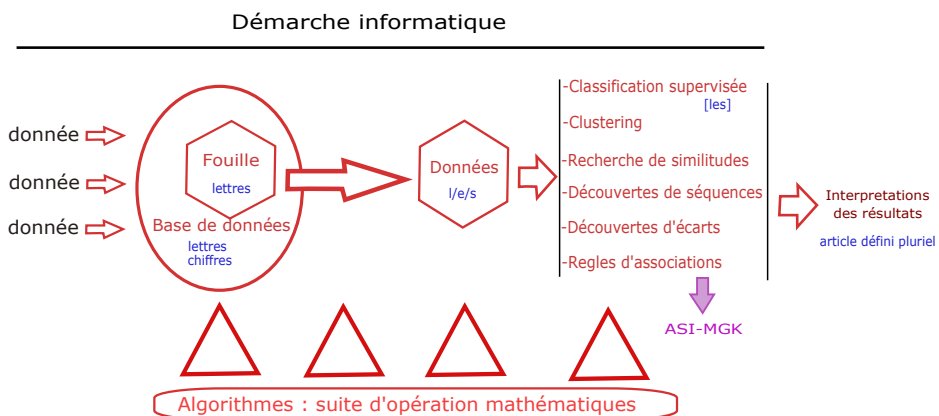 Démarche informatique
donnée
donnée
donnée
Fouille
lettres
Base de données
lettres
chiffres
Données
l/e/s
-Classification supervisée
[les]
-Clustering
-Recherche de similitudes
-Découvertes de séquences
-Découvertes d'écarts
-Regles d'associations
ASI-MGK
Interpretations
des résultats
article défini pluriel
Algorithmes : suite d'opération mathématiques